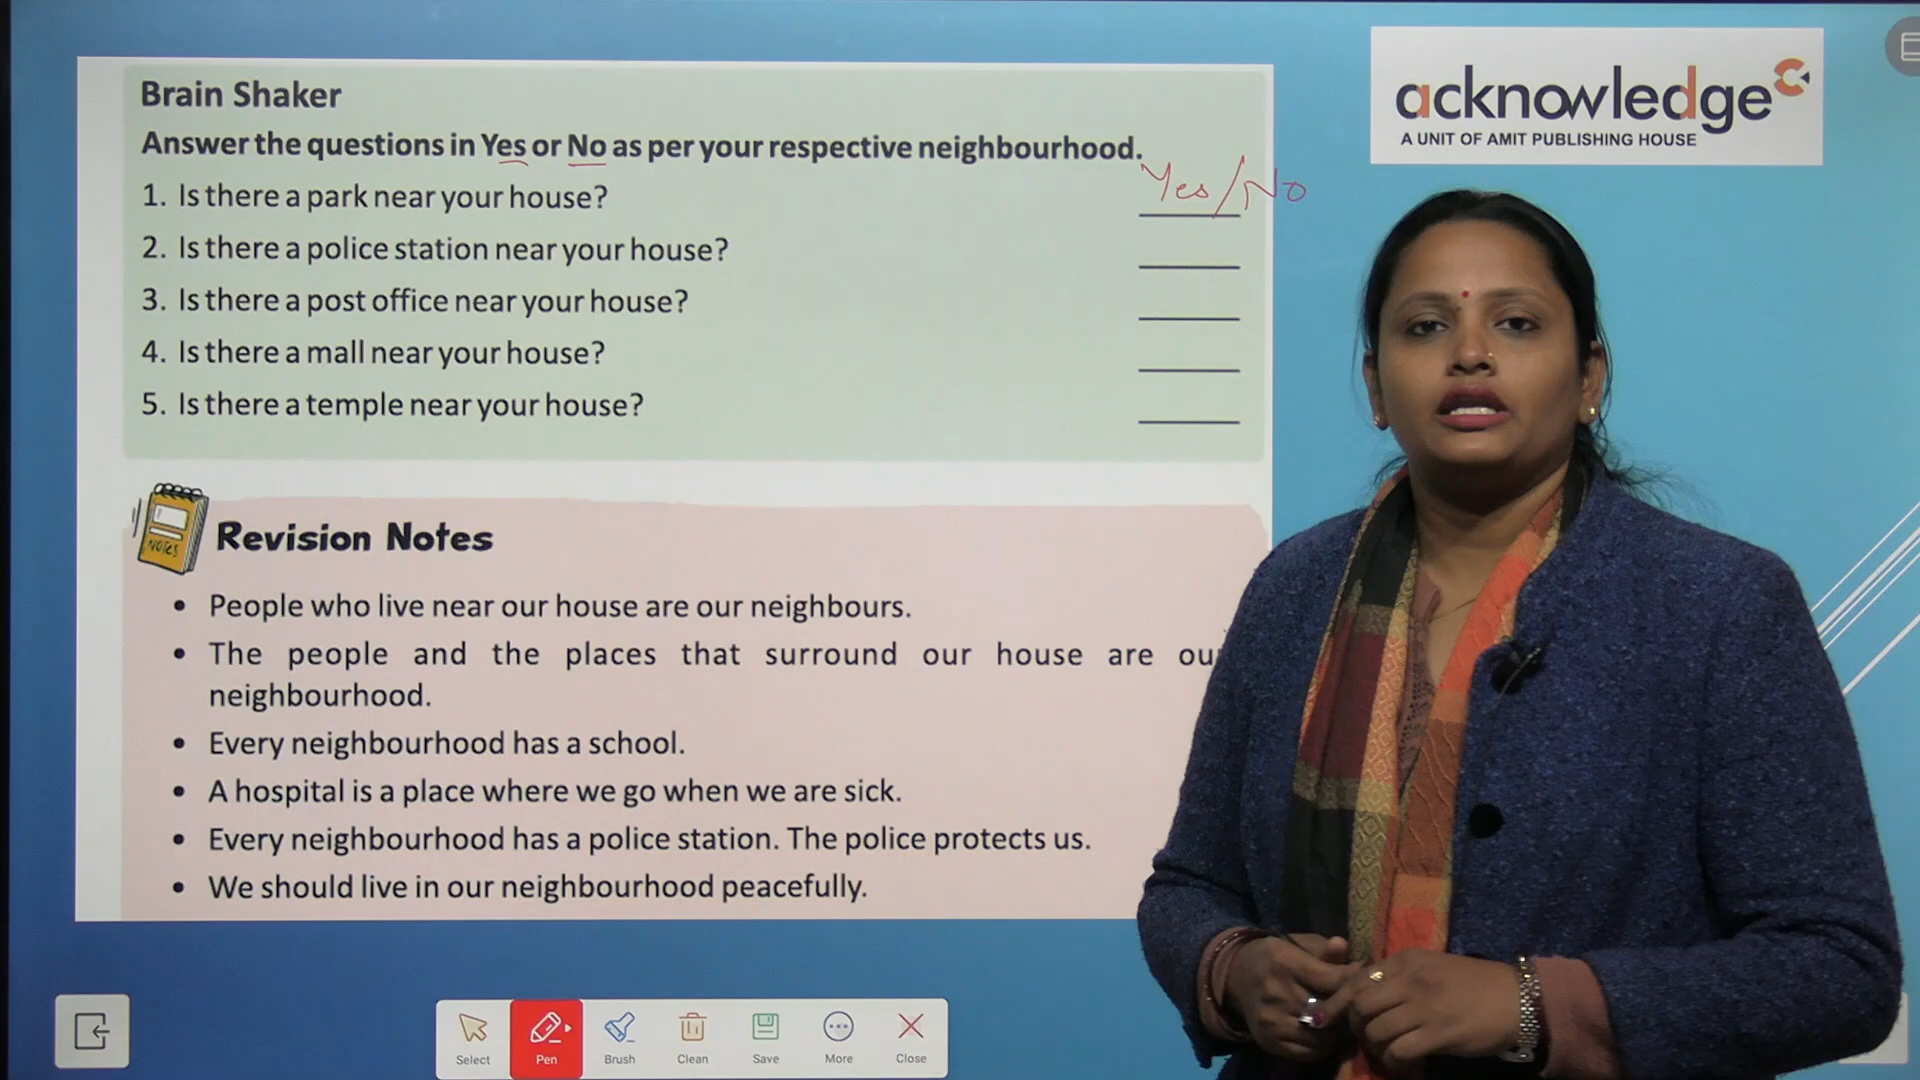 Brain Shaker
Answer the questions in Yes or No as per your respective neighbourhood.
1. Is there a park near your house?
Yes/No
2. Is there a police station near your house?
3. Is there a post office near your house?
4. Is there a mall near your house?
5. Is there a temple near your house?
NOTES
Revision Notes
• People who live near our house are our neighbours.
• The people and the places that surround our house are our
neighbourhood.
• Every neighbourhood has a school.
• A hospital is a place where we go when we are sick.
• Every neighbourhood has a police station. The police protects us.
• We should live in our neighbourhood peacefully.
Select Pen Brush Clean Save More Close
acknowledge
A UNIT OF AMIT PUBLISHING HOUSE